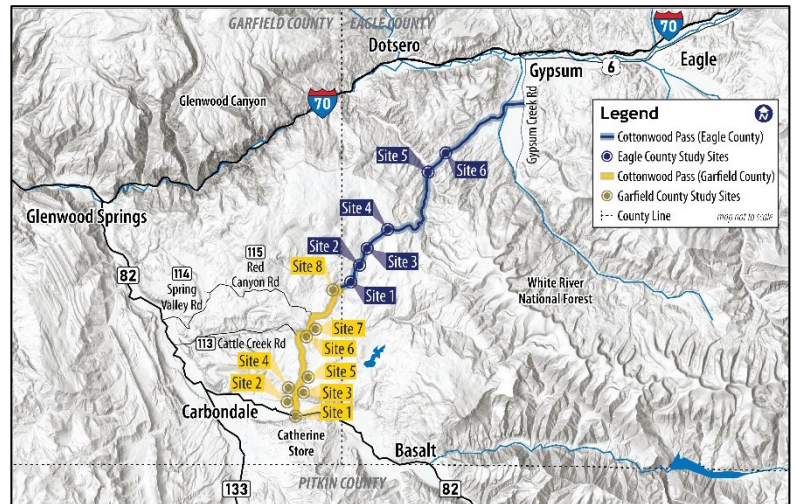 GARFIELD COUNTY
EAGLE COUNTY
70
Dotsero
Gypsum
6
Eagle
Glenwood Canyon
70
Gypsum Creek Rd
Legend
N
Cottonwood Pass (Eagle County)
Eagle County Study Sites
Cottonwood Pass (Garfield County)
Garfield County Study Sites
County Line
map not to scale
Site 5
Site 6
Glenwood Springs
Site 4
Site 2
Site 3
115
Red
Canyon Rd
Site 8
82
114
Spring
Valley Rd
Site 1
White River
National Forest
Site 7
113
Cattle Creek Rd
Site 6
Site 4
Site 5
Site 2
Site 3
Carbondale
Site 1
Catherine
Store
Basalt
PITKIN COUNTY
133
82